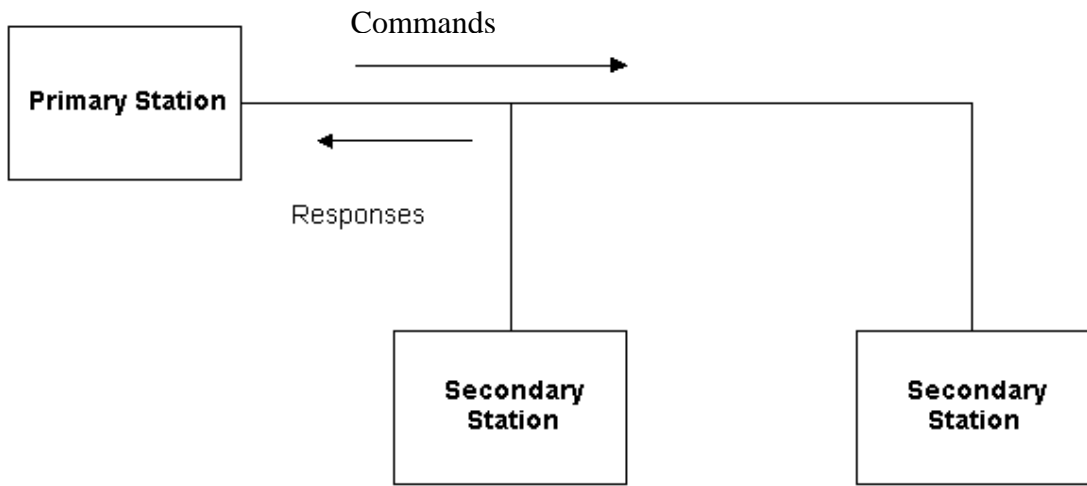 Commands
Primary Station
Responses
Secondary
Station
Secondary
Station